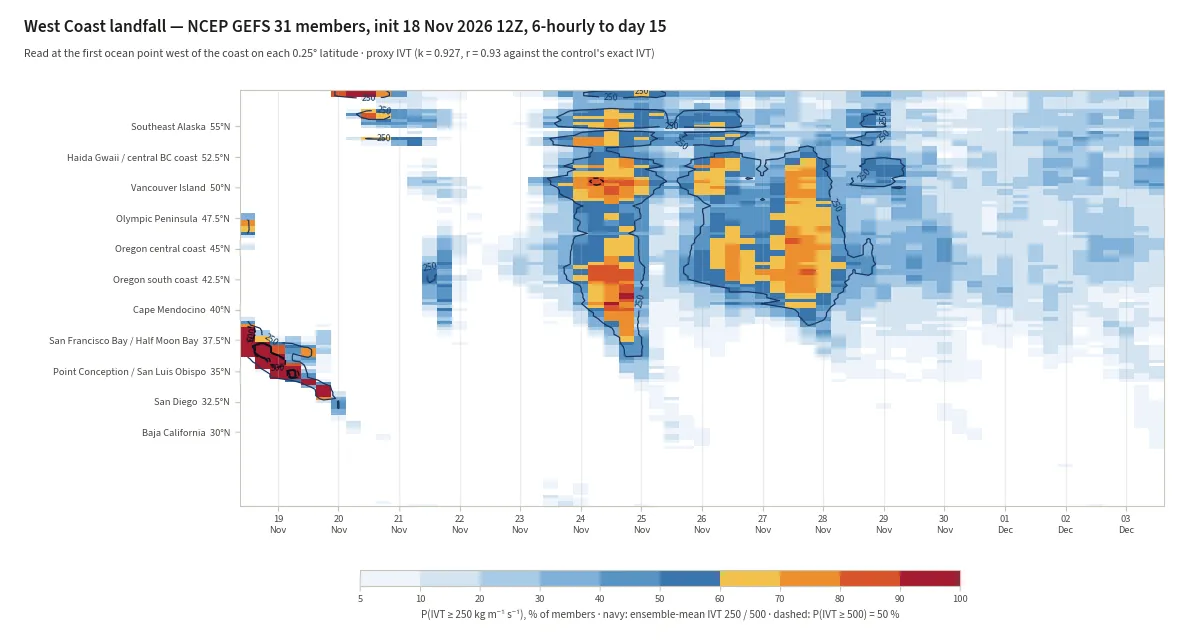 West Coast landfall — NCEP GEFS 31 members, init 18 Nov 2026 12Z, 6-hourly to day 15
Read at the first ocean point west of the coast on each 0.25° latitude · proxy IVT (k = 0.927, r = 0.93 against the control's exact IVT)
Southeast Alaska 55°N
Haida Gwaii / central BC coast 52.5°N
Vancouver Island 50°N
Olympic Peninsula 47.5°N
Oregon central coast 45°N
Oregon south coast 42.5°N
Cape Mendocino 40°N
San Francisco Bay / Half Moon Bay 37.5°N
Point Conception / San Luis Obispo 35°N
San Diego 32.5°N
Baja California 30°N
250
250
250
250
250
250
250
250
250
250
250
19 Nov
20 Nov
21 Nov
22 Nov
23 Nov
24 Nov
25 Nov
26 Nov
27 Nov
28 Nov
29 Nov
30 Nov
01 Dec
02 Dec
03 Dec
5 10 20 30 40 50 60 70 80 90 100
P(IVT ≥ 250 kg m⁻¹ s⁻¹), % of members · navy: ensemble-mean IVT 250 / 500 · dashed: P(IVT ≥ 500) = 50 %